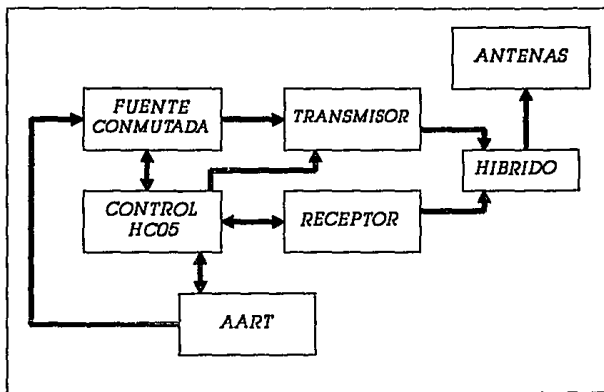 ANTENAS
FUENTE
CONMUTADA
TRANSMISOR
HIBRIDO
CONTROL
HC05
RECEPTOR
AART